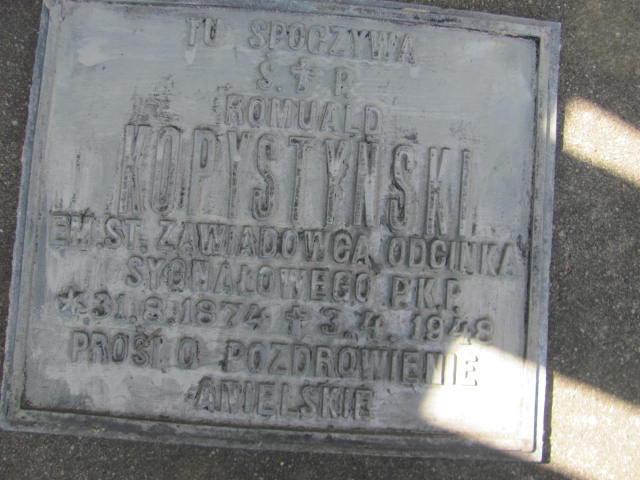 TU SPOCZYWA
Ś. † P.
ROMUALD
KOPYSTYŃSKI
EM. ST. ZAWIADOWCA ODCINKA
SYGNAŁOWEGO P.K.P.
*. 31. 8. 1874 † 3. 4. 1948
PROSI O POZDROWIENIE
ANIELSKIE